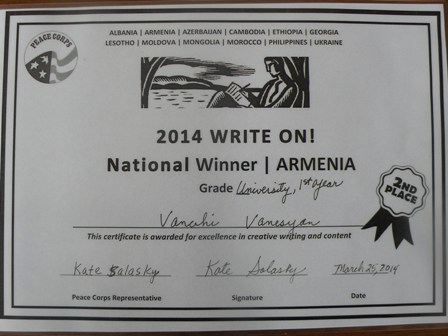 PEACE CORPS
ALBANIA | ARMENIA | AZERBAIJAN | CAMBODIA | ETHIOPIA | GEORGIA
LESOTHO | MOLDOVA | MONGOLIA | MOROCCO | PHILIPPINES | UKRAINE
2014 WRITE ON!
National Winner | ARMENIA
Grade University, 1st year
2ND PLACE
Vanuhi Vanesyan
This certificate is awarded for excellence in creative writing and content
Kate Salasky Kate Salasky March 25, 2014
Peace Corps Representative Signature Date